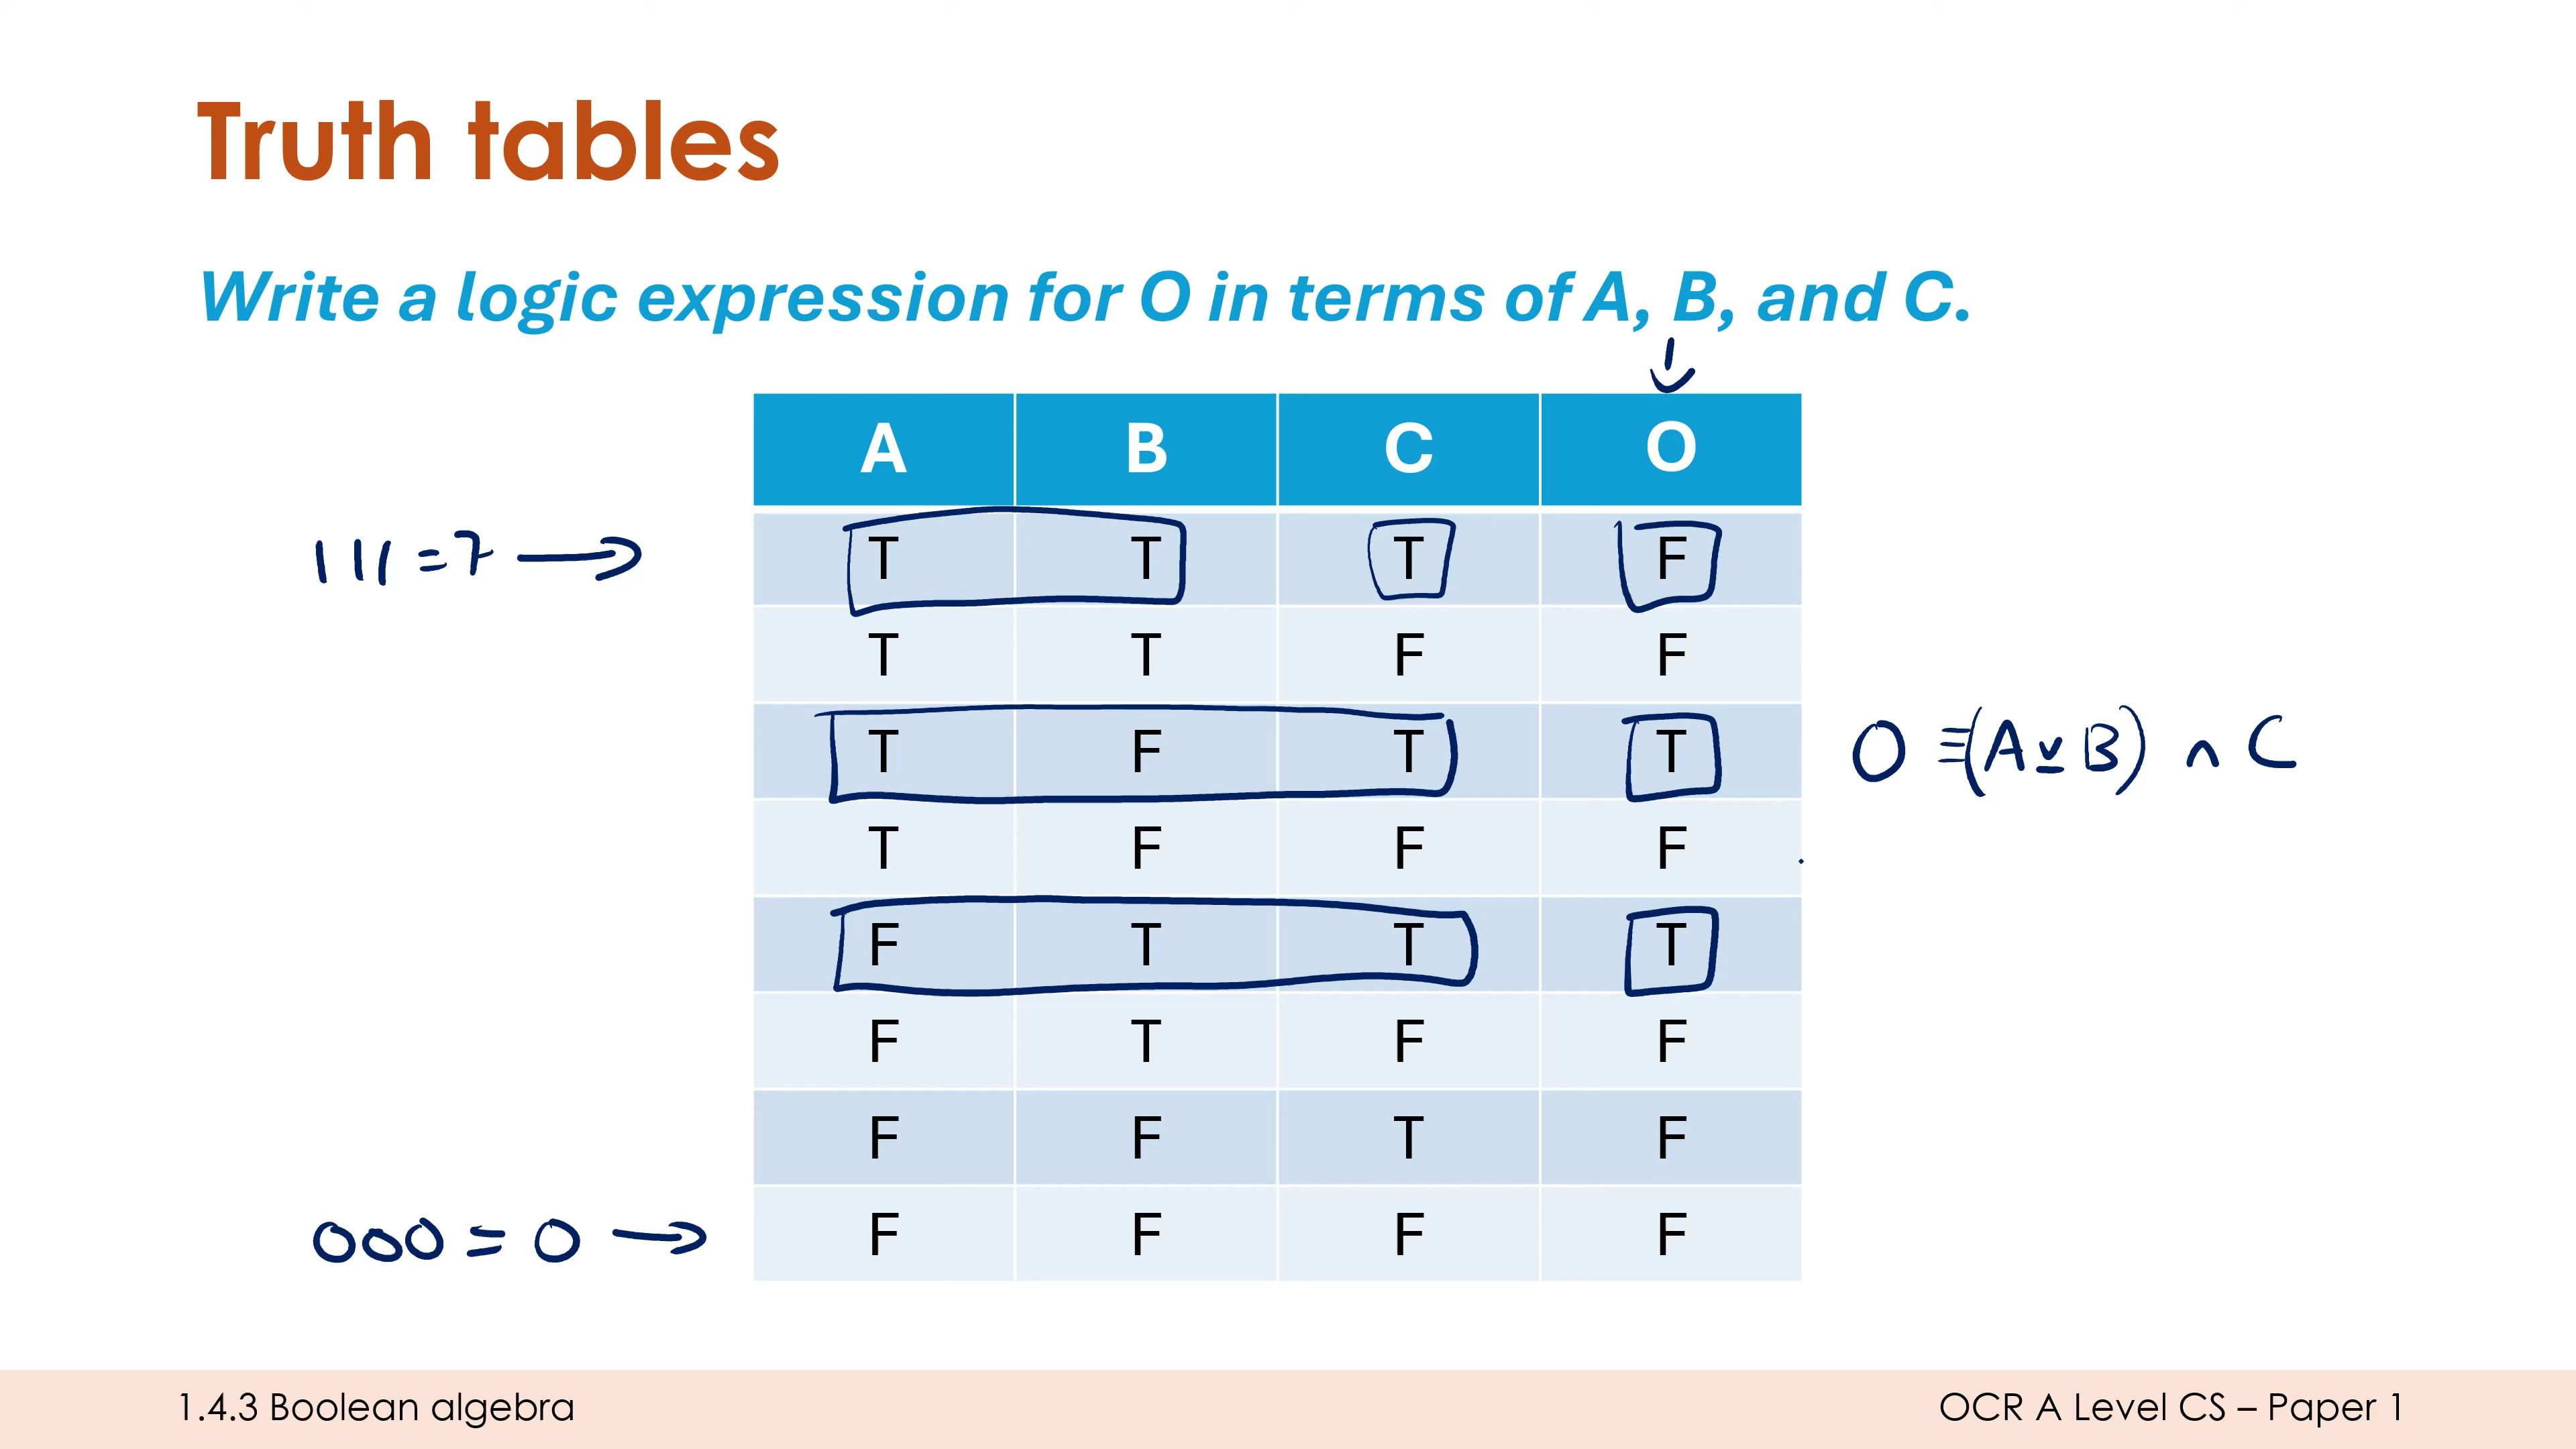 Truth tables
Write a logic expression for O in terms of A, B, and C.
A B C O
111 = 7 → T T T F
T T F F
T F T T O ≡ (A ⊻ B) ∧ C
T F F F
F T T T
F T F F
F F T F
000 = 0 → F F F F
1.4.3 Boolean algebra OCR A Level CS – Paper 1